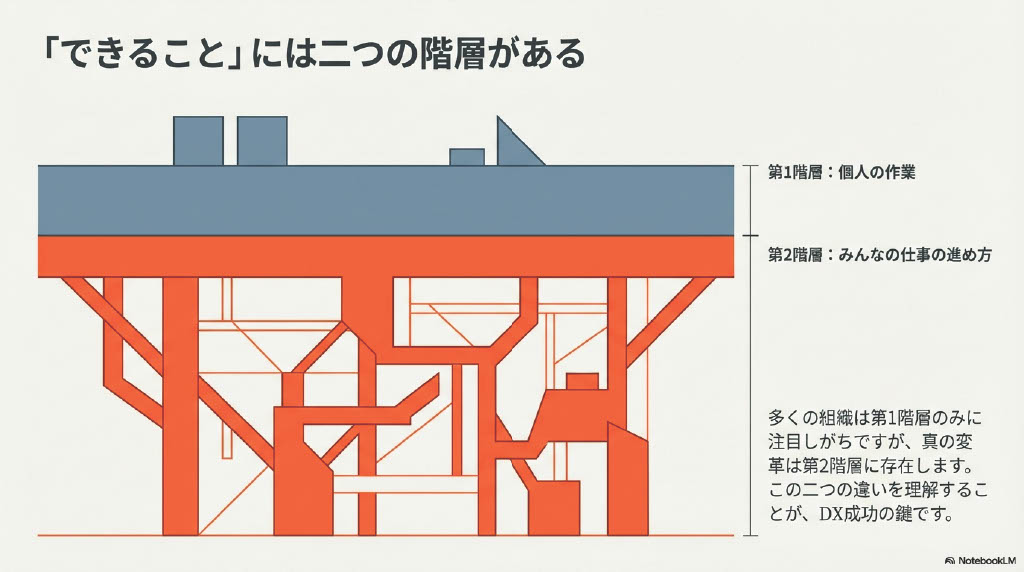 「できること」には二つの階層がある
第1階層：個人の作業
第2階層：みんなの仕事の進め方
多くの組織は第1階層のみに
注目しがちですが、真の変
革は第2階層に存在します。
この二つの違いを理解するこ
とが、DX成功の鍵です。
NotebookLM